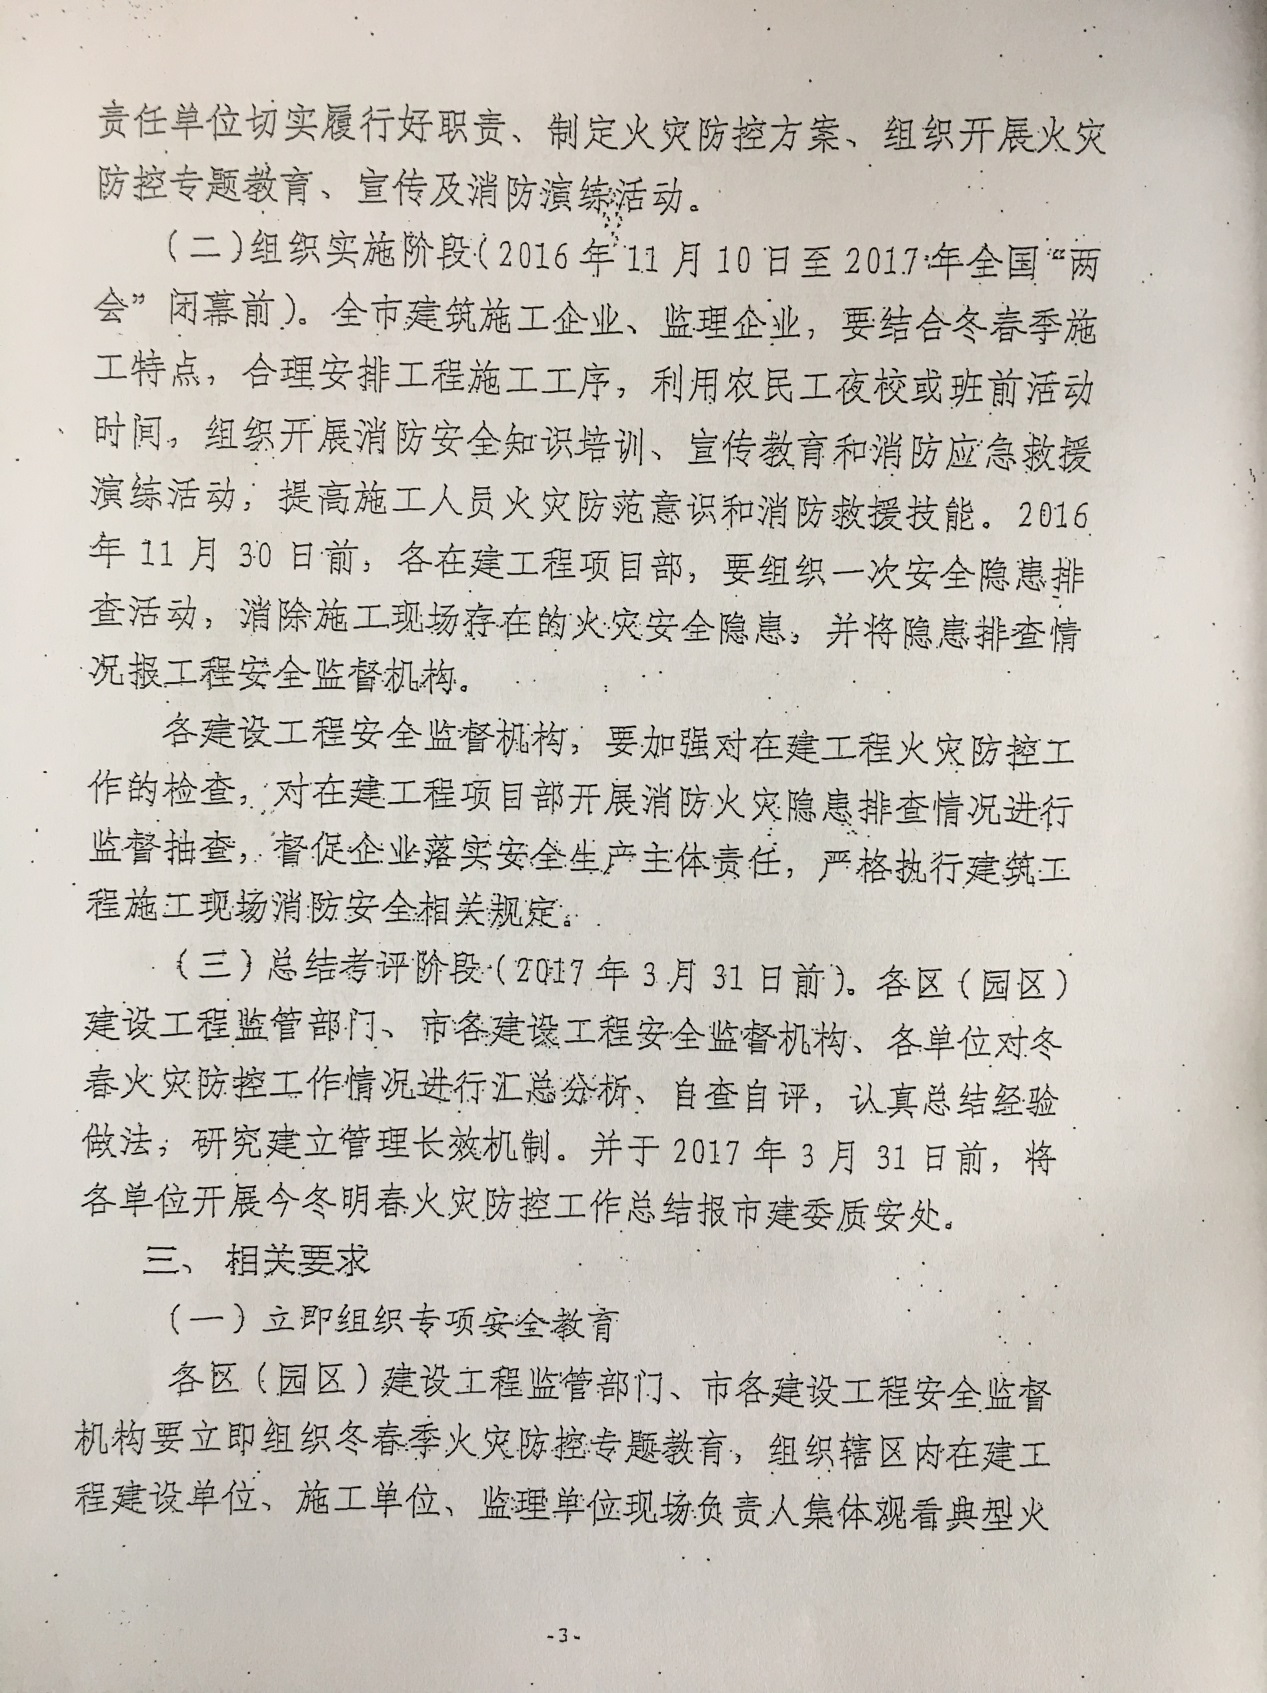 责任单位切实履行好职责、制定火灾防控方案、组织开展火灾
防控专题教育、宣传及消防演练活动。
（二）组织实施阶段（2016年11月10日至2017年全国“两
会”闭幕前）。全市建筑施工企业、监理企业，要结合冬春季施
工特点，合理安排工程施工工序，利用农民工夜校或班前活动
时间，组织开展消防安全知识培训、宣传教育和消防应急救援
演练活动，提高施工人员火灾防范意识和消防救援技能。2016
年11月30日前，各在建工程项目部，要组织一次安全隐患排
查活动，消除施工现场存在的火灾安全隐患，并将隐患排查情
况报工程安全监督机构。
各建设工程安全监督机构，要加强对在建工程火灾防控工
作的检查，对在建工程项目部开展消防火灾隐患排查情况进行
监督抽查，督促企业落实安全生产主体责任，严格执行建筑工
程施工现场消防安全相关规定。
（三）总结考评阶段（2017年3月31日前）。各区（园区）
建设工程监管部门、市各建设工程安全监督机构、各单位对冬
春火灾防控工作情况进行汇总分析、自查自评，认真总结经验
做法，研究建立管理长效机制。并于2017年3月31日前，将
各单位开展今冬明春火灾防控工作总结报市建委质安处。
三、相关要求
（一）立即组织专项安全教育
各区（园区）建设工程监管部门、市各建设工程安全监督
机构要立即组织冬春季火灾防控专题教育，组织辖区内在建工
程建设单位、施工单位、监理单位现场负责人集体观看典型火
-3-